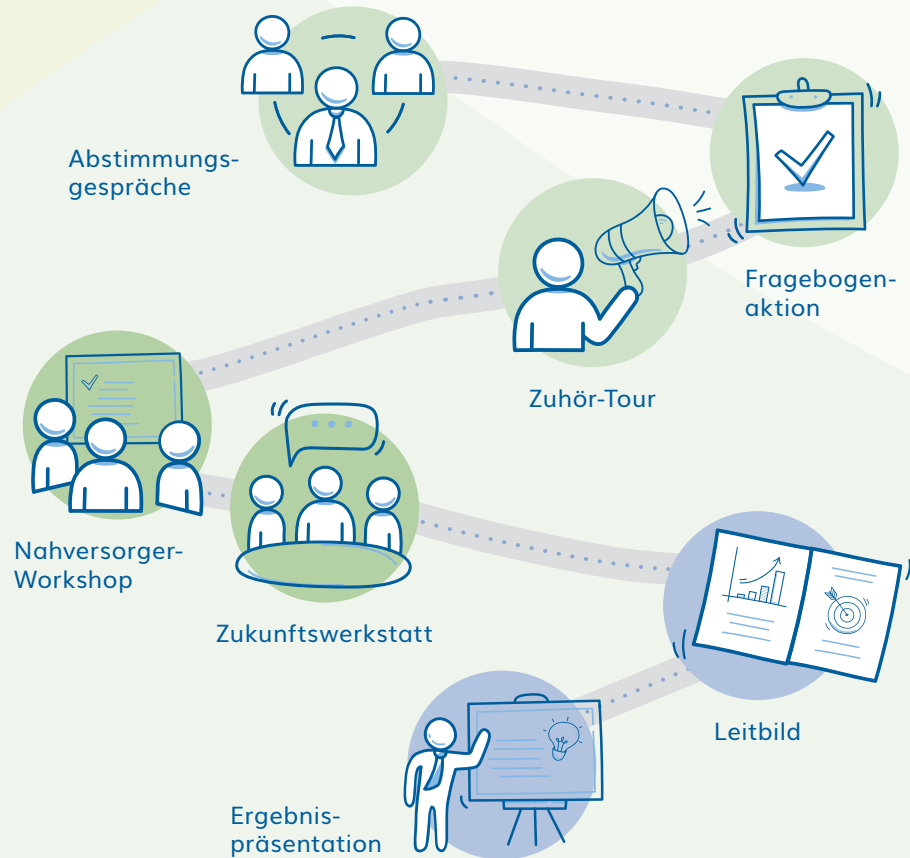 Abstimmungs-
gespräche
Fragebogen-
aktion
Zuhör-Tour
Nahversorger-
Workshop
Zukunftswerkstatt
Leitbild
Ergebnis-
präsentation